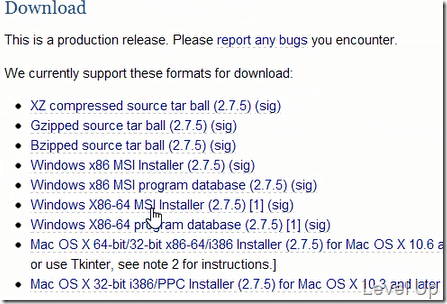 Download
This is a production release. Please report any bugs you encounter.
We currently support these formats for download:
XZ compressed source tar ball (2.7.5) (sig)
Gzipped source tar ball (2.7.5) (sig)
Bzipped source tar ball (2.7.5) (sig)
Windows x86 MSI Installer (2.7.5) (sig)
Windows x86 MSI program database (2.7.5) (sig)
Windows X86-64 MSI Installer (2.7.5) [1] (sig)
Windows X86-64 program database (2.7.5) [1] (sig)
Mac OS X 64-bit/32-bit x86-64/i386 Installer (2.7.5) for Mac OS X 10.6 a
or use Tkinter, see note 2 for instructions.]
Mac OS X 32-bit i386/PPC Installer (2.7.5) for Mac OS X 10.3 and late
Level Up